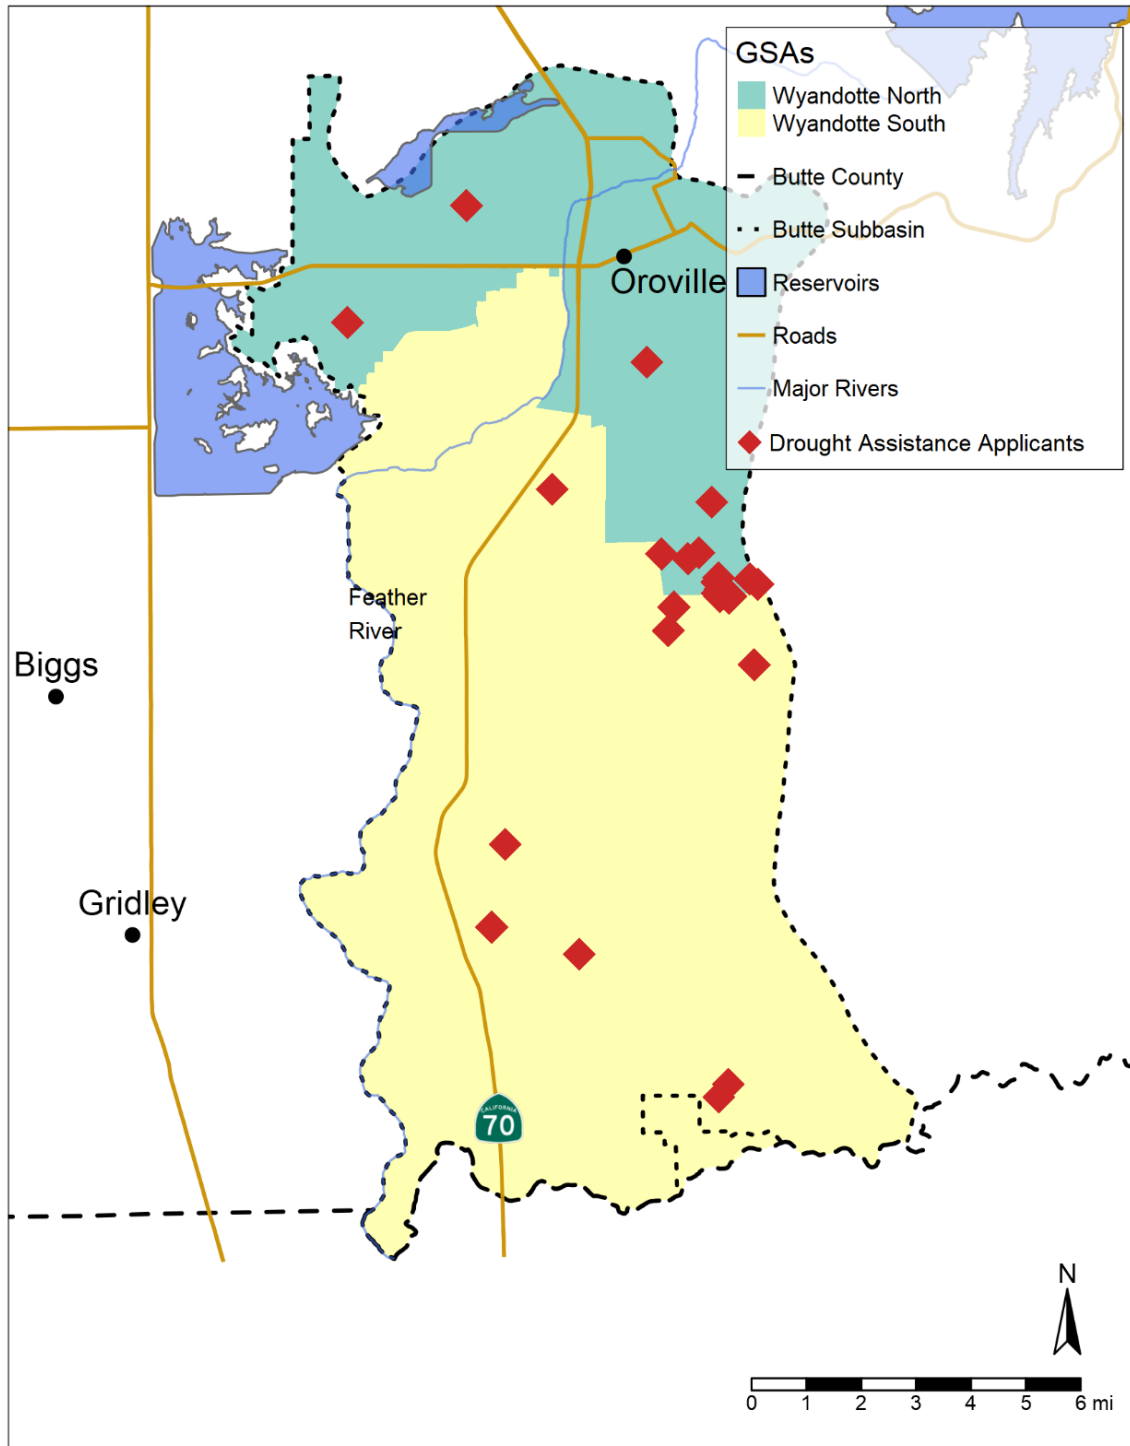 GSAs
Wyandotte North
Wyandotte South
Butte County
Butte Subbasin
Reservoirs
Roads
Major Rivers
Drought Assistance Applicants
Oroville
Feather
River
Biggs
Gridley
CALIFORNIA
70
N
0 1 2 3 4 5 6 mi